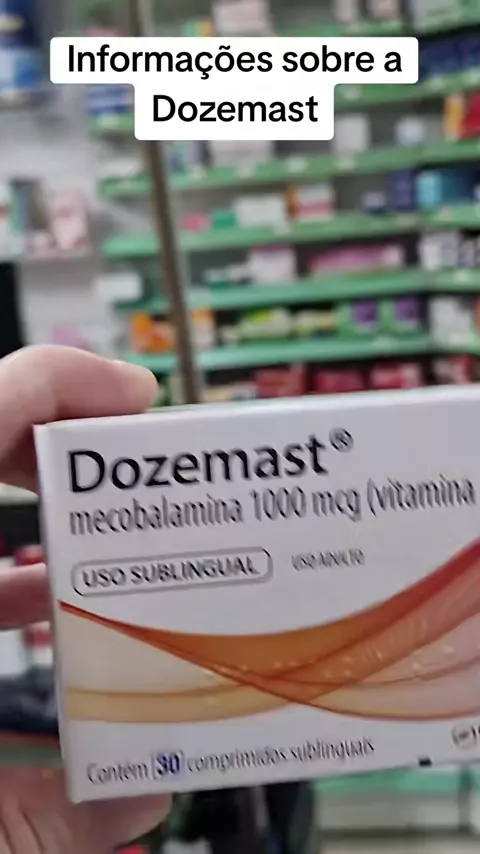 Informações sobre a
Dozemast
Dozemast®
mecobalamina 1000 mcg (vitamina
USO SUBLINGUAL
USO ADULTO
Contém 30 comprimidos sublinguais